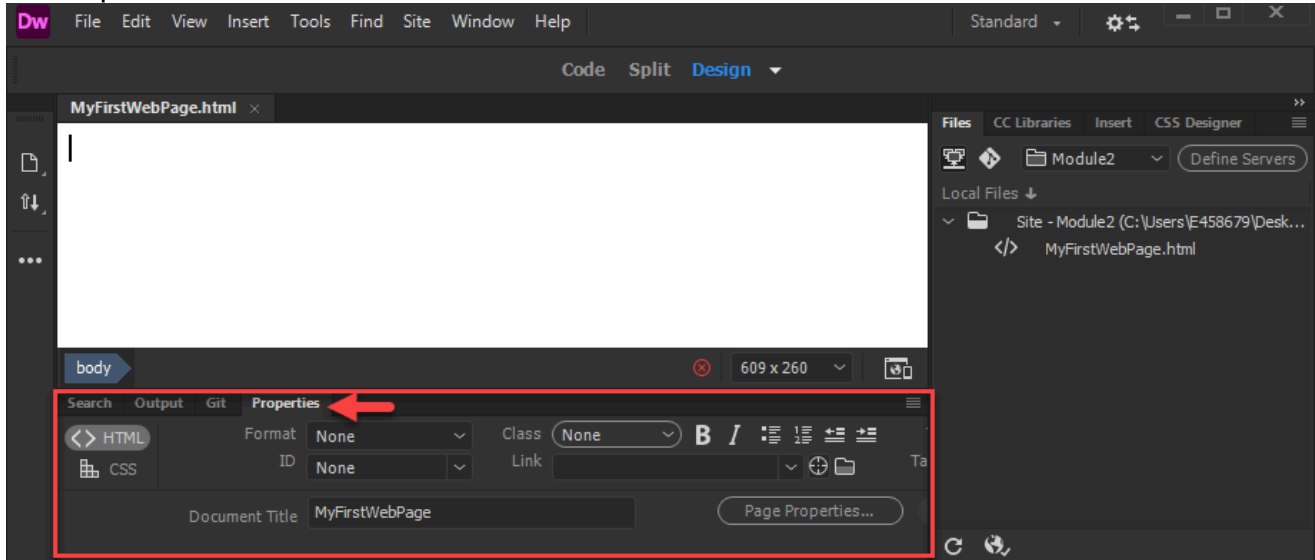 Dw File Edit View Insert Tools Find Site Window Help Standard
Code Split Design
MyFirstWebPage.html
Files CC Libraries Insert CSS Designer
Module2 Define Servers
Local Files
Site - Module2 (C:\Users\E458679\Desk...
MyFirstWebPage.html
body 609 x 260
Search Output Git Properties
HTML Format None Class None B I
CSS ID None Link Ta
Document Title MyFirstWebPage Page Properties...